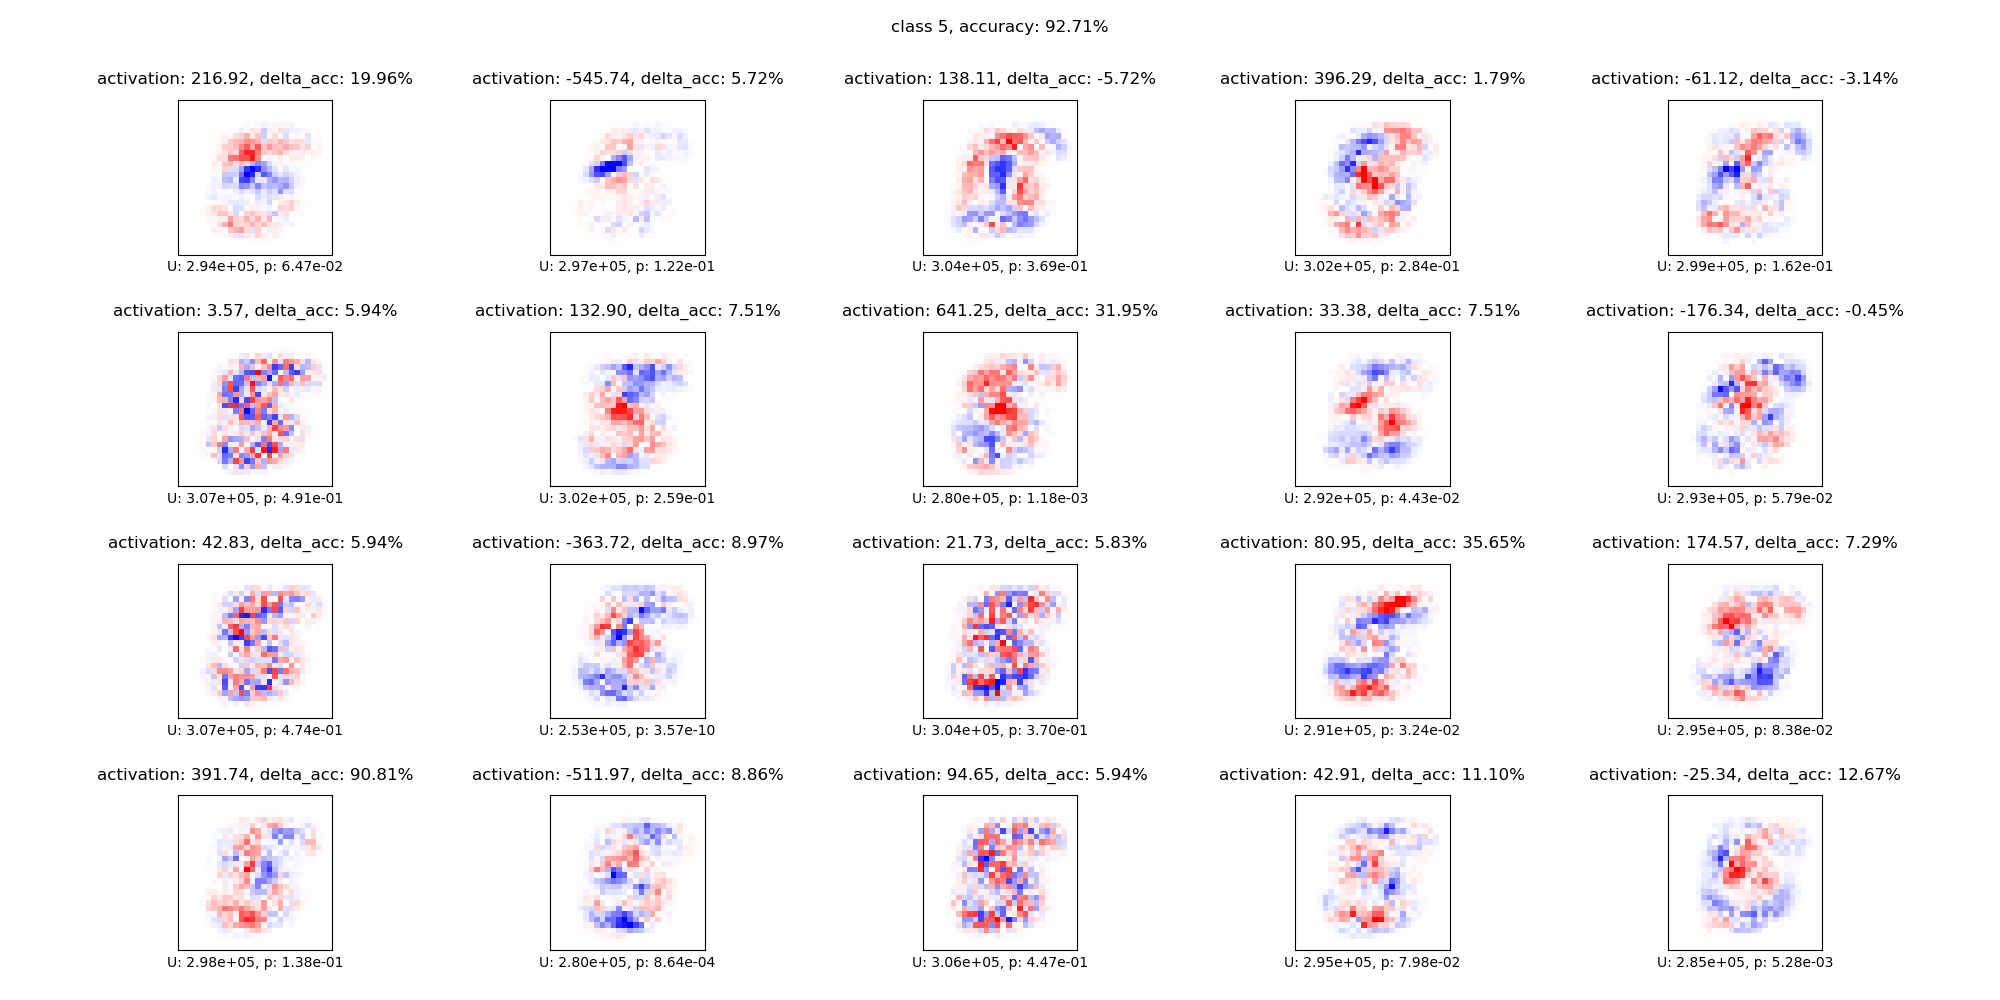 class 5, accuracy: 92.71%
activation: 216.92, delta_acc: 19.96%
activation: -545.74, delta_acc: 5.72%
activation: 138.11, delta_acc: -5.72%
activation: 396.29, delta_acc: 1.79%
activation: -61.12, delta_acc: -3.14%
U: 2.94e+05, p: 6.47e-02
U: 2.97e+05, p: 1.22e-01
U: 3.04e+05, p: 3.69e-01
U: 3.02e+05, p: 2.84e-01
U: 2.99e+05, p: 1.62e-01
activation: 3.57, delta_acc: 5.94%
activation: 132.90, delta_acc: 7.51%
activation: 641.25, delta_acc: 31.95%
activation: 33.38, delta_acc: 7.51%
activation: -176.34, delta_acc: -0.45%
U: 3.07e+05, p: 4.91e-01
U: 3.02e+05, p: 2.59e-01
U: 2.80e+05, p: 1.18e-03
U: 2.92e+05, p: 4.43e-02
U: 2.93e+05, p: 5.79e-02
activation: 42.83, delta_acc: 5.94%
activation: -363.72, delta_acc: 8.97%
activation: 21.73, delta_acc: 5.83%
activation: 80.95, delta_acc: 35.65%
activation: 174.57, delta_acc: 7.29%
U: 3.07e+05, p: 4.74e-01
U: 2.53e+05, p: 3.57e-10
U: 3.04e+05, p: 3.70e-01
U: 2.91e+05, p: 3.24e-02
U: 2.95e+05, p: 8.38e-02
activation: 391.74, delta_acc: 90.81%
activation: -511.97, delta_acc: 8.86%
activation: 94.65, delta_acc: 5.94%
activation: 42.91, delta_acc: 11.10%
activation: -25.34, delta_acc: 12.67%
U: 2.98e+05, p: 1.38e-01
U: 2.80e+05, p: 8.64e-04
U: 3.06e+05, p: 4.47e-01
U: 2.95e+05, p: 7.98e-02
U: 2.85e+05, p: 5.28e-03